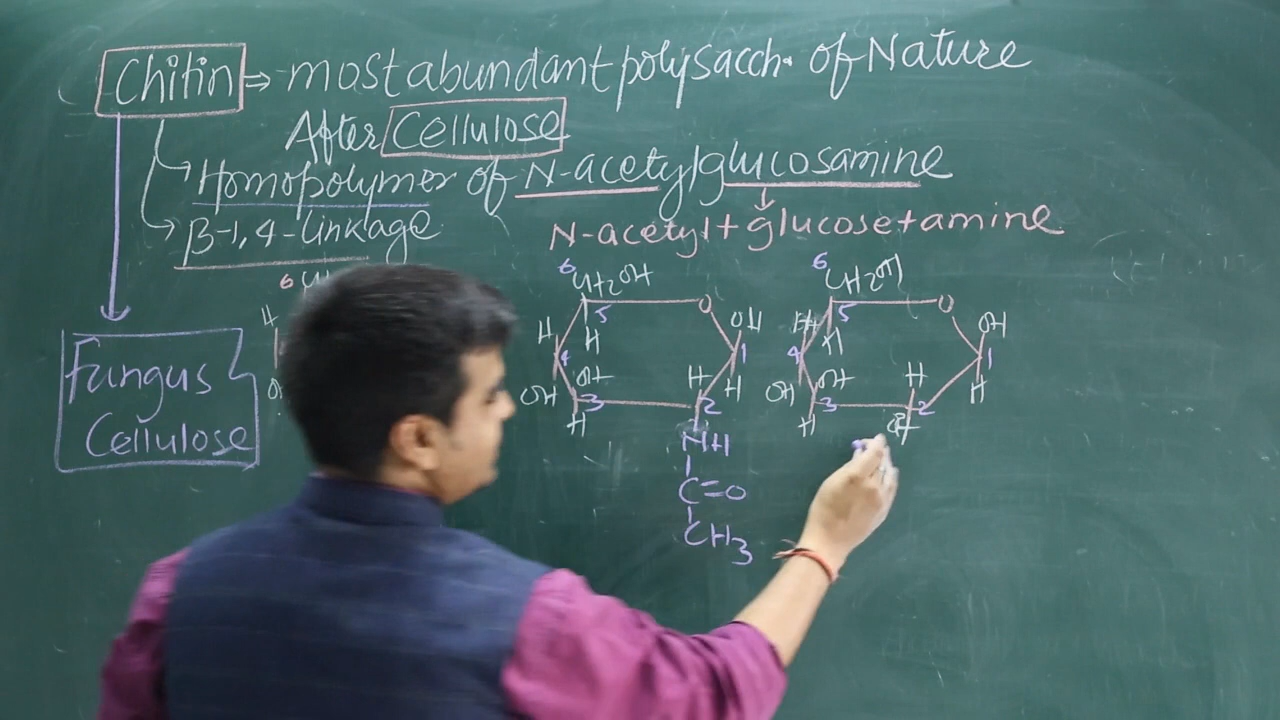 Chitin ⇒ most abundant polysacch. of Nature
After Cellulose
Homopolymer of N-acetylglucosamine
β-1,4-linkage
N-acetyl + glucose + amine
Fungus
Cellulose
6
4
6
CH2OH
5
O
H
H
OH
4
1
OH
OH
3
H
H
2
H
NH
C=O
CH3
6
CH2OH
5
O
H
OH
4
1
OH
OH
3
H
H
2
H